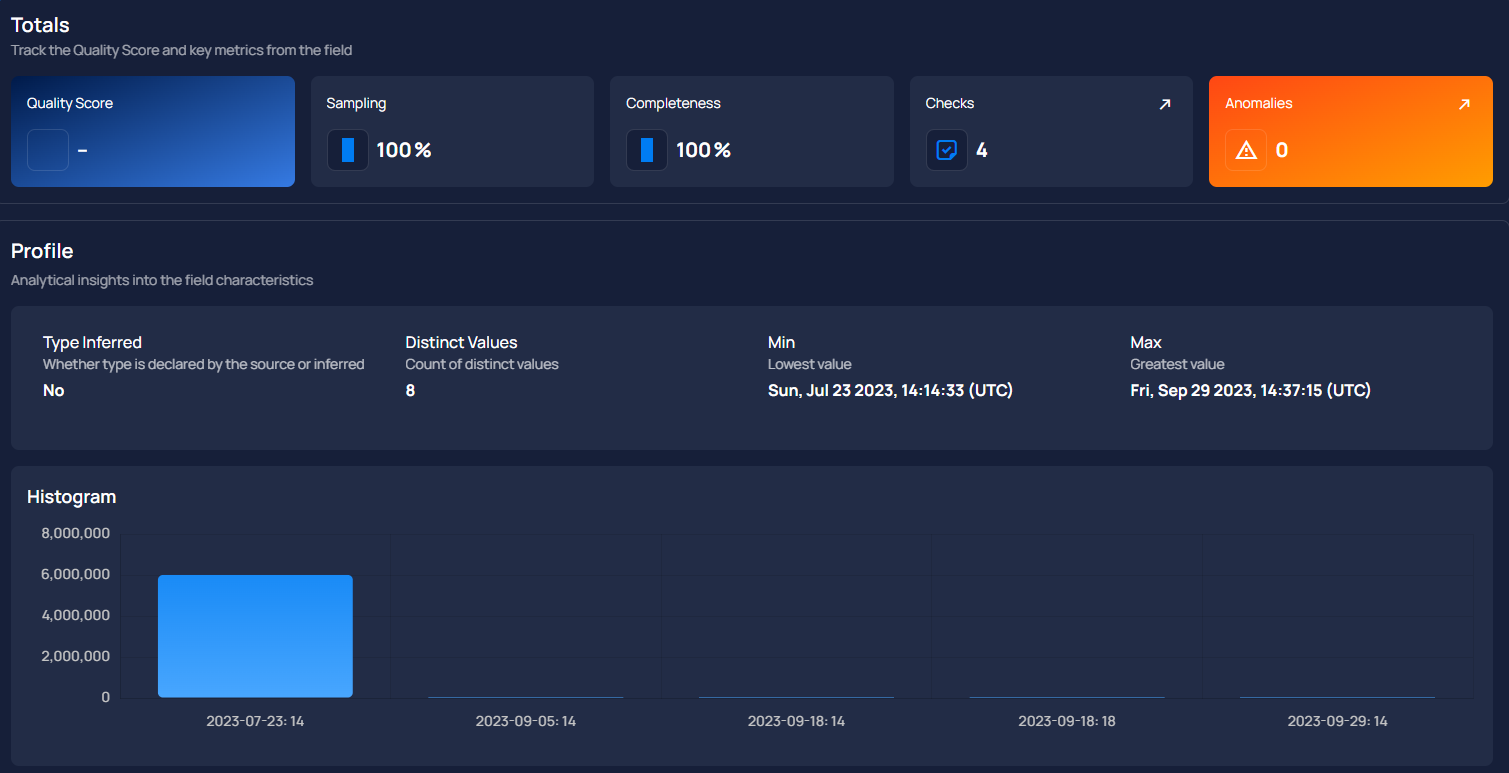 Totals
Track the Quality Score and key metrics from the field
Quality Score
–
Sampling
100%
Completeness
100%
Checks
4
Anomalies
0
Profile
Analytical insights into the field characteristics
Type Inferred
Whether type is declared by the source or inferred
No
Distinct Values
Count of distinct values
8
Min
Lowest value
Sun, Jul 23 2023, 14:14:33 (UTC)
Max
Greatest value
Fri, Sep 29 2023, 14:37:15 (UTC)
Histogram
8,000,000
6,000,000
4,000,000
2,000,000
0
2023-07-23: 14
2023-09-05: 14
2023-09-18: 14
2023-09-18: 18
2023-09-29: 14